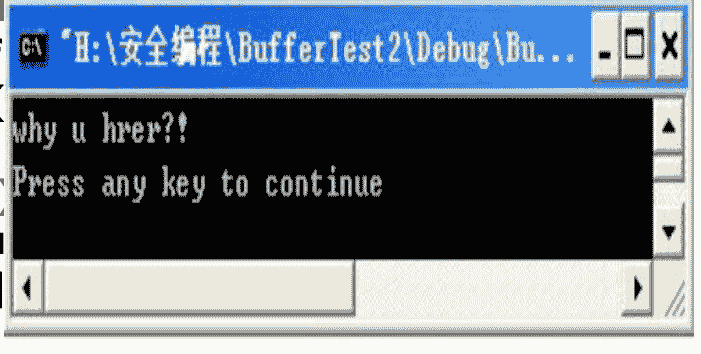 "H:\安全编程\BufferTest2\Debug\Bu...
why u hrer?!
Press any key to continue